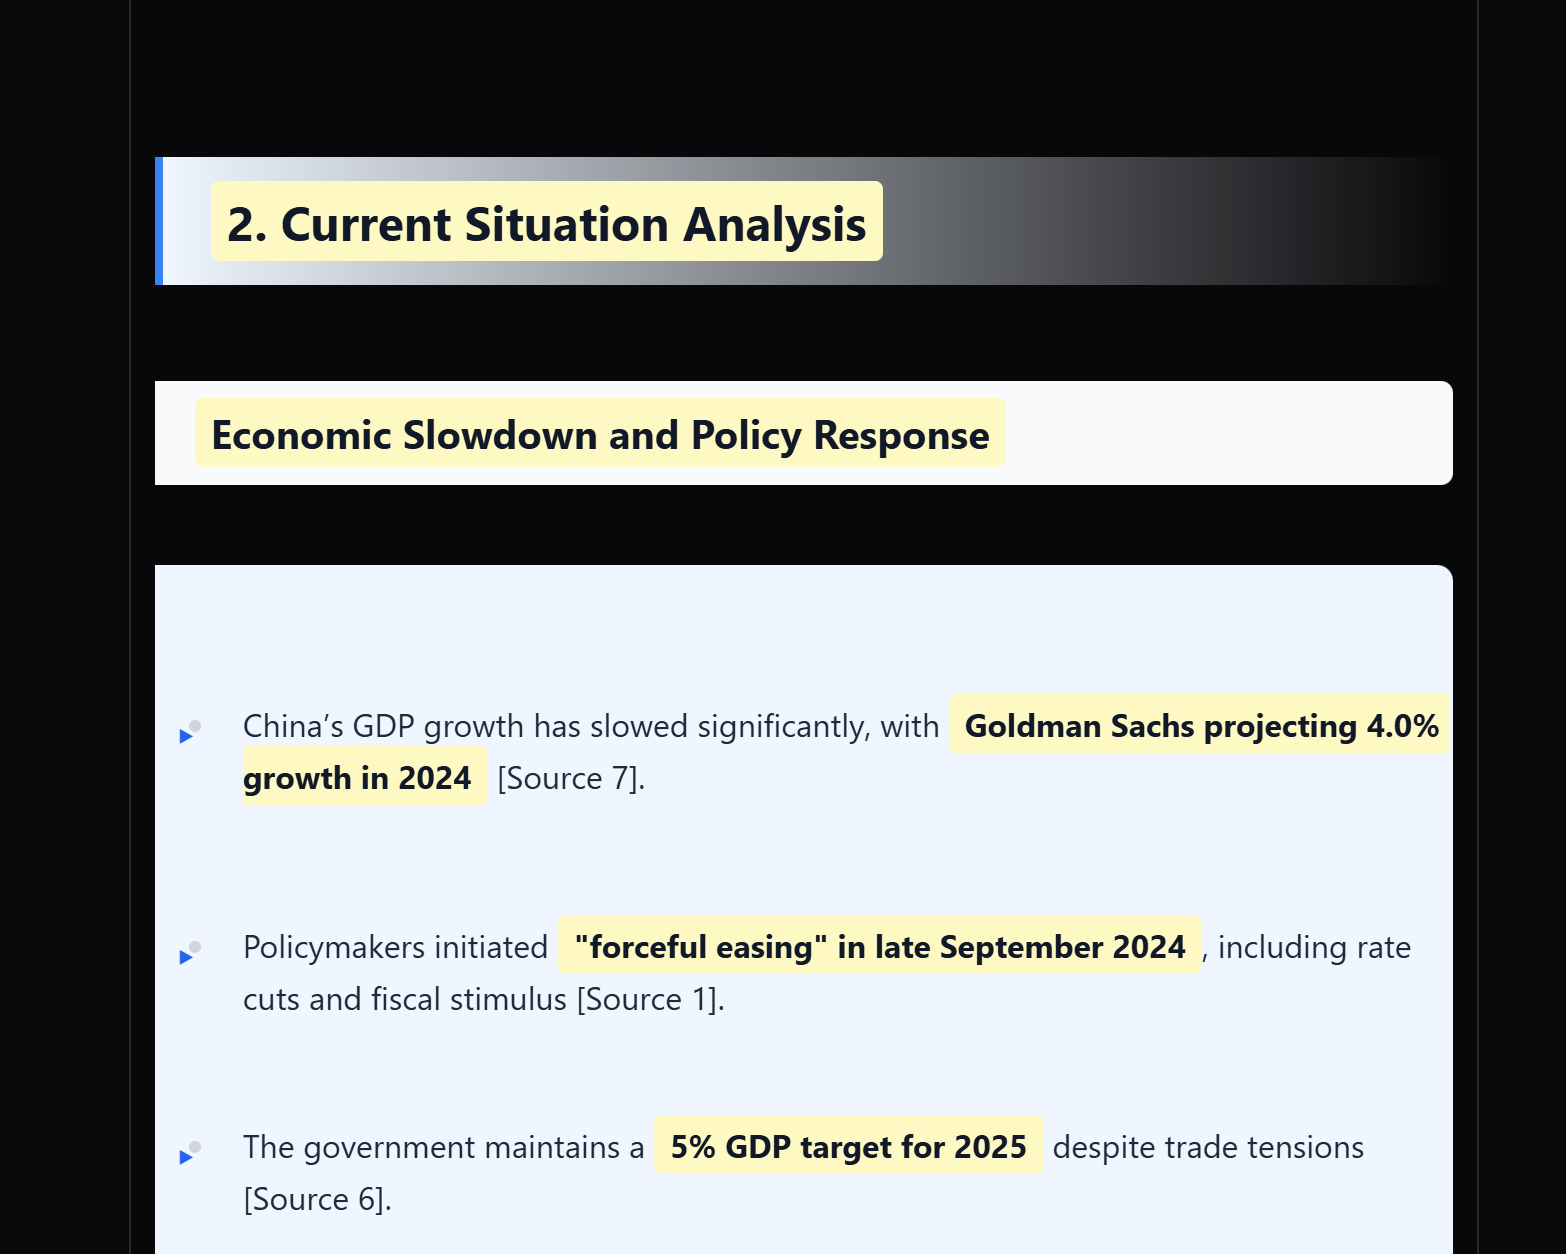 2. Current Situation Analysis
Economic Slowdown and Policy Response
China’s GDP growth has slowed significantly, with Goldman Sachs projecting 4.0%
growth in 2024 [Source 7].
Policymakers initiated "forceful easing" in late September 2024, including rate
cuts and fiscal stimulus [Source 1].
The government maintains a 5% GDP target for 2025 despite trade tensions
[Source 6].